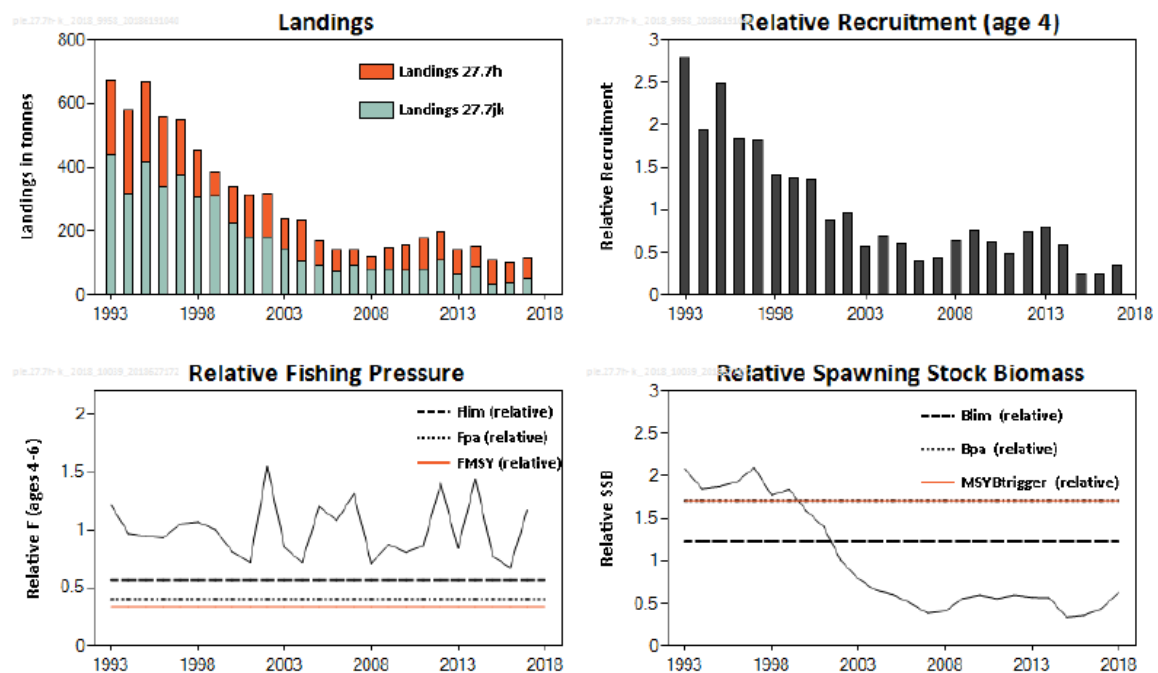 Landings
800
600
400
200
0
Landings in tonnes
Landings 27.7h
Landings 27.7jk
1993 1998 2003 2008 2013 2018
Relative Recruitment (age 4)
3
2.5
2
1.5
1
0.5
0
Relative Recruitment
1993 1998 2003 2008 2013 2018
Relative Fishing Pressure
2
1.5
1
0.5
0
Relative F (ages 4-6)
Flim (relative)
Fpa (relative)
FMSY (relative)
1993 1998 2003 2008 2013 2018
Relative Spawning Stock Biomass
3
2.5
2
1.5
1
0.5
0
Relative SSB
Blim (relative)
Bpa (relative)
MSYBtrigger (relative)
1993 1998 2003 2008 2013 2018